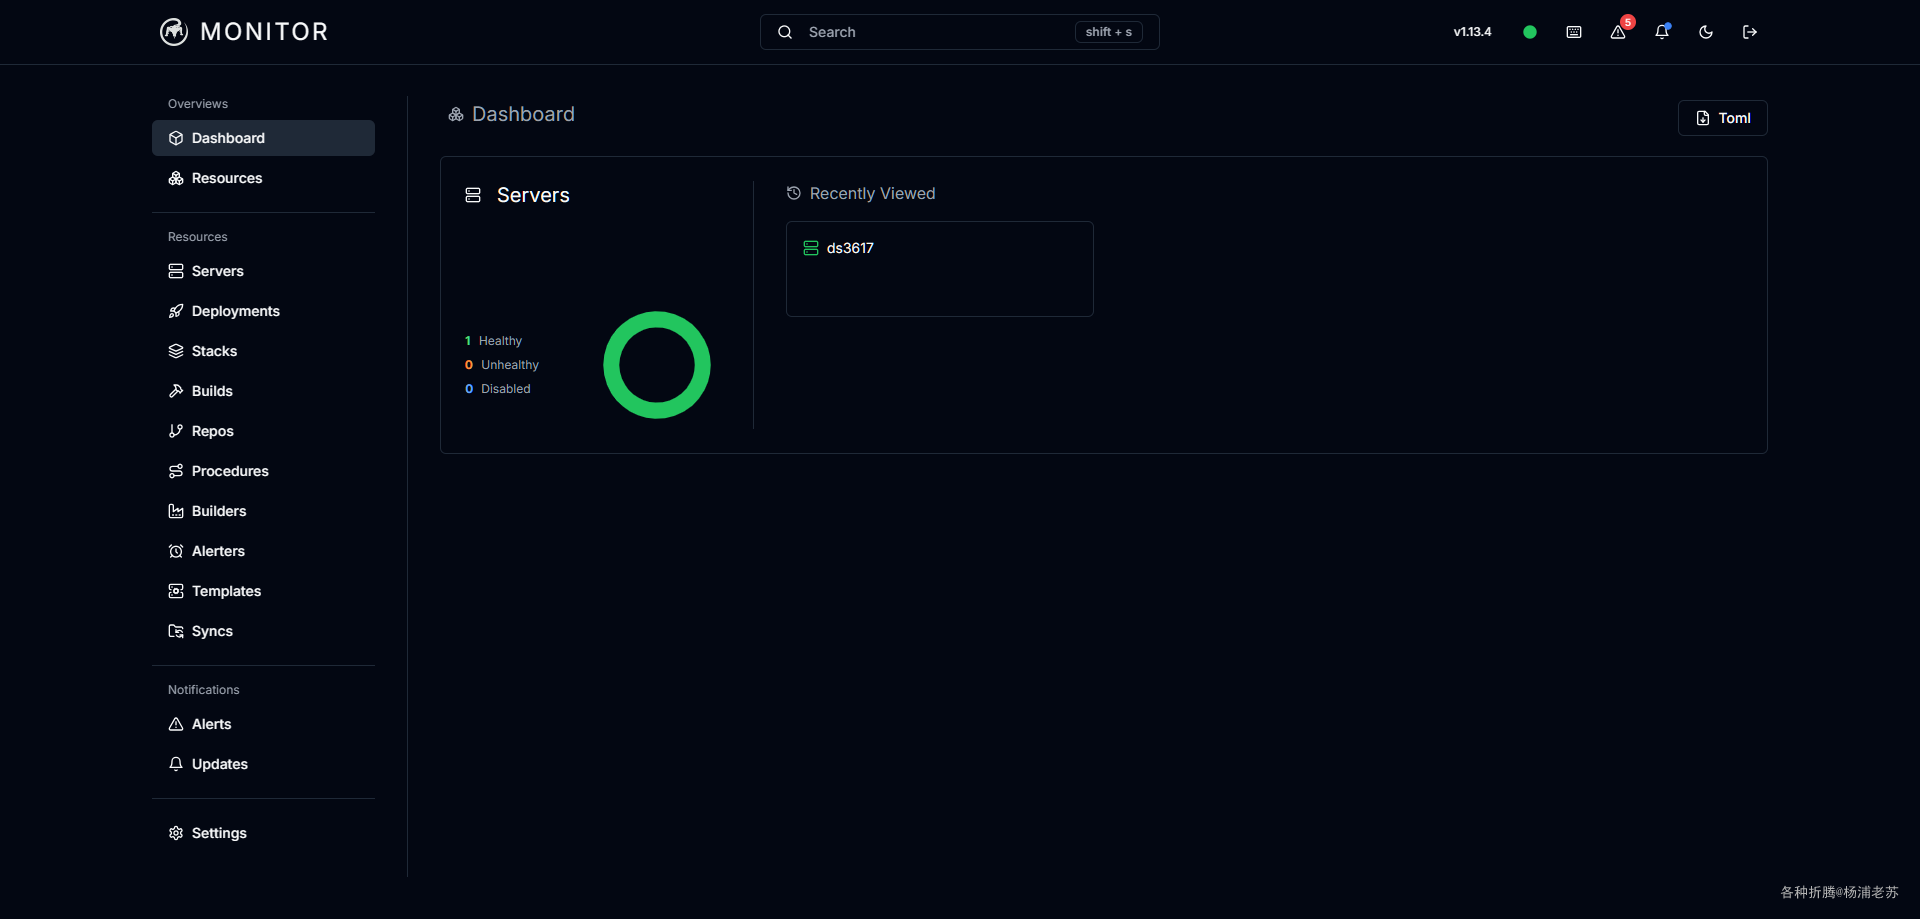 MONITOR
Search
shift + s
v1.13.4
5
Overviews
Dashboard
Resources
Resources
Servers
Deployments
Stacks
Builds
Repos
Procedures
Builders
Alerters
Templates
Syncs
Notifications
Alerts
Updates
Settings
Dashboard
Toml
Servers
1 Healthy
0 Unhealthy
0 Disabled
Recently Viewed
ds3617
各种折腾@杨浦老苏